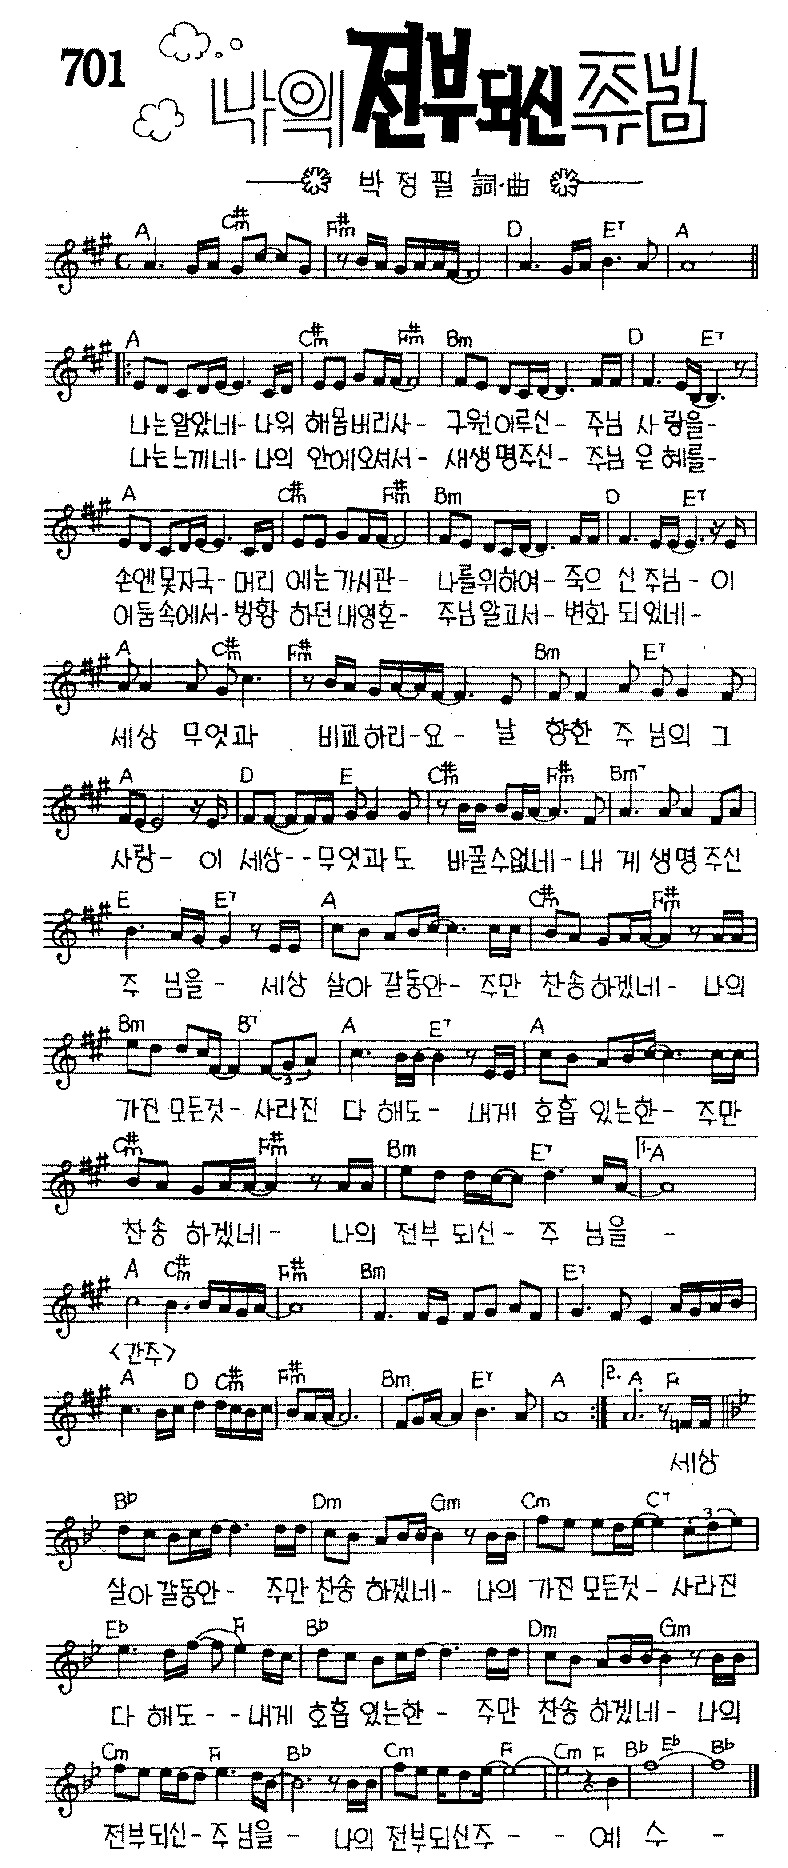 701
나의 전부되신 주님
박정필 詞·曲
A C#m F#m D E7 A
A C#m F#m Bm D E7
나는알았네- 나위 해몸버리사- 구원이루신- 주님 사랑을-
나는느끼네- 나의 안에오셔서- 새생명주신- 주님 은혜를-
A C#m F#m Bm D E7
손엔못자국- 머리 에는가시관- 나를위하여- 죽으 신주님- 이
어둠속에서- 방황 하던내영혼- 주님알고서- 변화 되있네-
A C#m F#m Bm E7
세상 무엇과 비교하리-요- 날 향한 주님의 그
A D E C#m F#m Bm7
사랑- 이 세상--무엇과도 바꿀수없네-내 게 생명주신
E E7 A C#m F#m
주 님을- 세상 살아 갈동안- 주만 찬송하겠네- 나의
Bm B7 A E7 A
가진 모든것- 사라진 다 해도- 내게 호흡 있는한- 주만
C#m F#m Bm E7 1. A
찬송 하겠네- 나의 전부 되신- 주 님을 -
A C#m F#m Bm E7
<간주>
A D C#m F#m Bm E7 A 2. A F
세상
Bb Dm Gm Cm C7
3
살아 갈동안- 주만 찬송 하겠네- 나의 가진 모든것- 사라진
Eb F Bb Dm Gm
다 해도--내게 호흡 있는한- 주만 찬송 하겠네- 나의
Cm F Bb Cm F Cm F Bb Eb Bb
전부되신-주 님을- 나의 전부되신주- - 예 수 -